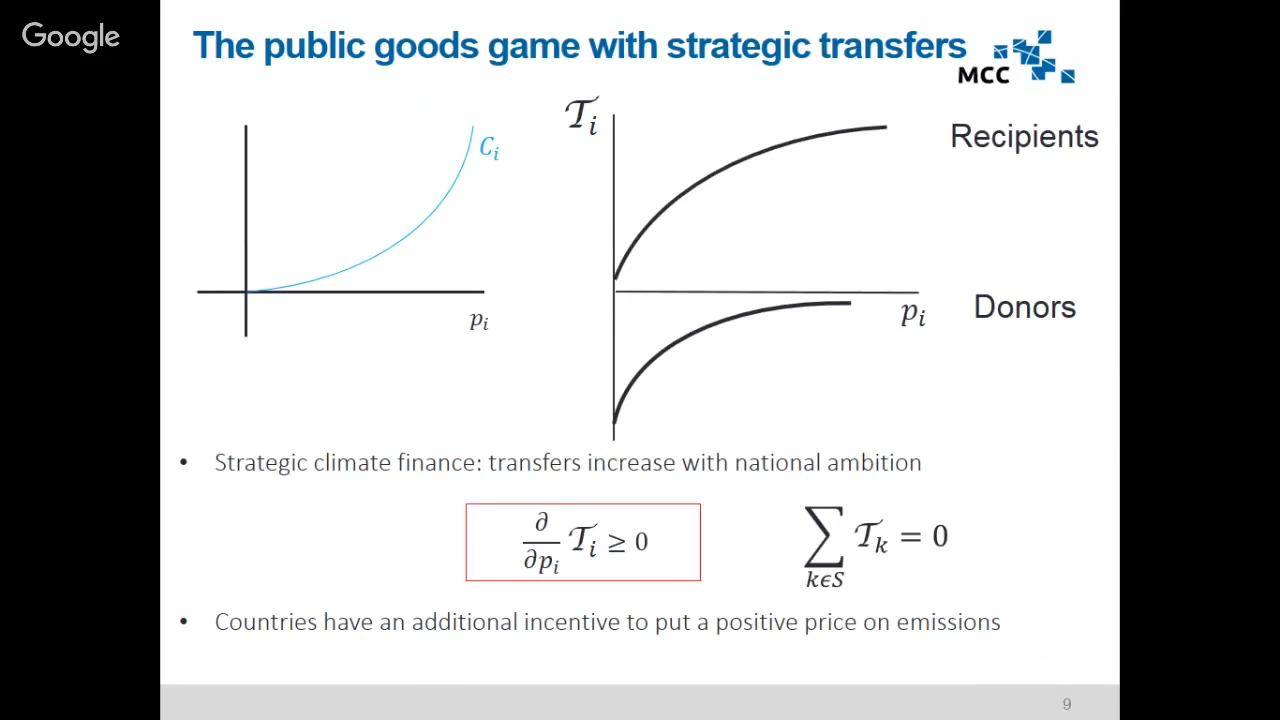 Google
The public goods game with strategic transfers
MCC
C_i
p_i
𝒯_i
Recipients
p_i
Donors
• Strategic climate finance: transfers increase with national ambition
∂/∂p_i 𝒯_i ≥ 0
∑_{kϵS} 𝒯_k = 0
• Countries have an additional incentive to put a positive price on emissions
9